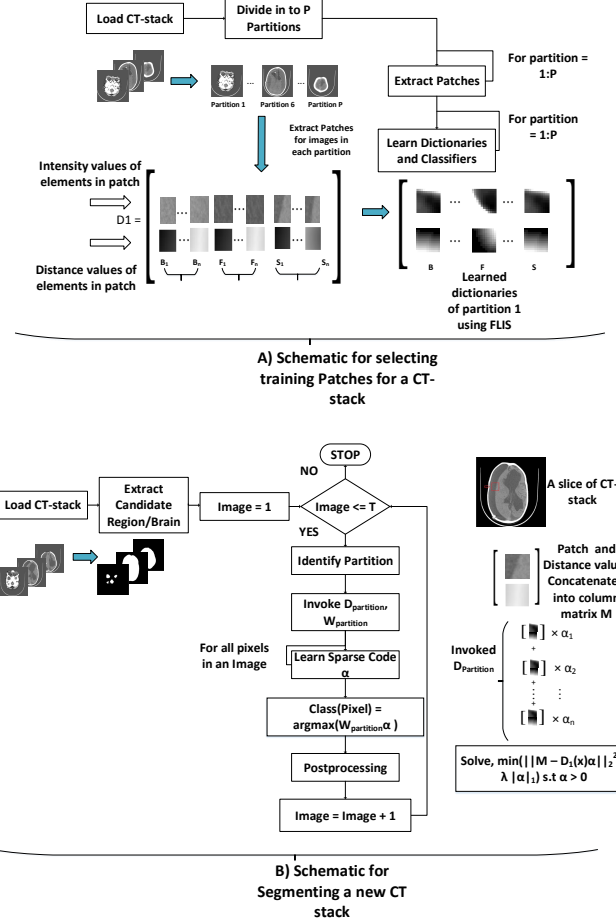 Load CT-stack
Divide in to P
Partitions
For partition =
1:P
Extract Patches
...
...
Partition 1
Partition 6
Partition P
For partition
= 1:P
Learn Dictionaries
and Classifiers
Extract Patches
for images in
each partition
Intensity values of
elements in patch
D1 =
Distance values of
elements in patch
... ... ...
... ... ...
B1 Bn F1 Fn S1 Sn
... ...
... ...
B F S
Learned
dictionaries
of partition 1
using FLIS
A) Schematic for selecting
training Patches for a CT-
stack
STOP
NO
Load CT-stack
Extract
Candidate
Region/Brain
Image = 1
Image <= T
YES
Identify Partition
Invoke Dpartition,
Wpartition
For all pixels
in an Image
Learn Sparse Code
α
Class(Pixel) =
argmax(Wpartitionα )
Postprocessing
Image = Image + 1
A slice of CT-
stack
Patch and
Distance valu
Concatenate
into column
matrix M
Invoked
DPartition
[ ] × α1
+
[ ] × α2
+
⋮ ⋮
+
[ ] × αn
Solve, min(||M – D1(x)α||2 2
λ |α|1) s.t α > 0
B) Schematic for
Segmenting a new CT
stack